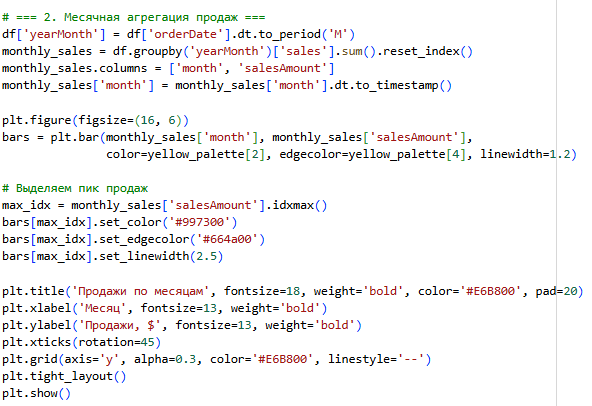 # === 2. Месячная агрегация продаж ===
df['yearMonth'] = df['orderDate'].dt.to_period('M')
monthly_sales = df.groupby('yearMonth')['sales'].sum().reset_index()
monthly_sales.columns = ['month', 'salesAmount']
monthly_sales['month'] = monthly_sales['month'].dt.to_timestamp()

plt.figure(figsize=(16, 6))
bars = plt.bar(monthly_sales['month'], monthly_sales['salesAmount'],
               color=yellow_palette[2], edgecolor=yellow_palette[4], linewidth=1.2)

# Выделяем пик продаж
max_idx = monthly_sales['salesAmount'].idxmax()
bars[max_idx].set_color('#997300')
bars[max_idx].set_edgecolor('#664a00')
bars[max_idx].set_linewidth(2.5)

plt.title('Продажи по месяцам', fontsize=18, weight='bold', color='#E6B800', pad=20)
plt.xlabel('Месяц', fontsize=13, weight='bold')
plt.ylabel('Продажи, $', fontsize=13, weight='bold')
plt.xticks(rotation=45)
plt.grid(axis='y', alpha=0.3, color='#E6B800', linestyle='--')
plt.tight_layout()
plt.show()